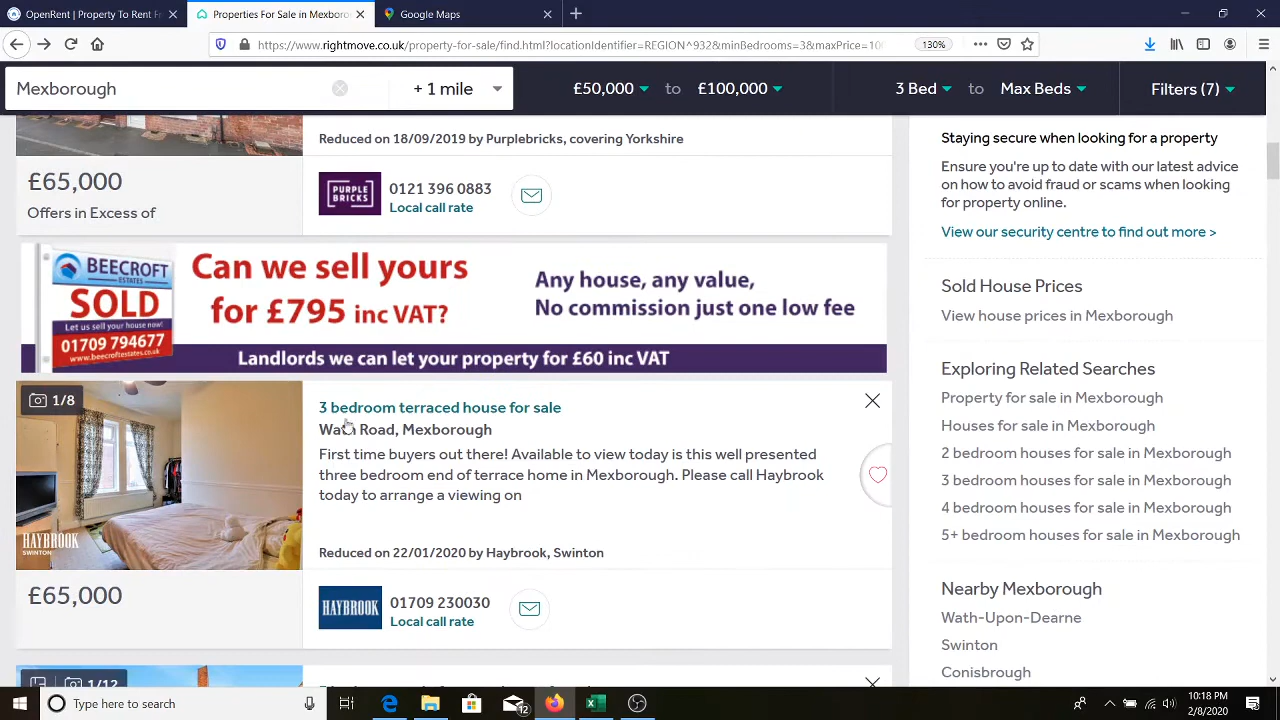 OpenRent | Property To Rent Fr
Properties For Sale in Mexboro
Google Maps
https://www.rightmove.co.uk/property-for-sale/find.html?locationIdentifier=REGION^932&minBedrooms=3&maxPrice=10
130%
Mexborough
+ 1 mile
£50,000 to £100,000
3 Bed to Max Beds
Filters (7)
Reduced on 18/09/2019 by Purplebricks, covering Yorkshire
£65,000
Offers in Excess of
PURPLE
BRICKS
0121 396 0883
Local call rate
BEECROFT
ESTATES
SOLD
Let us sell your house now!
01709 794677
www.beecroftestates.co.uk
Can we sell yours
for £795 inc VAT?
Any house, any value,
No commission just one low fee
Landlords we can let your property for £60 inc VAT
1/8
HAYBROOK
SWINTON
3 bedroom terraced house for sale
Wath Road, Mexborough
First time buyers out there! Available to view today is this well presented
three bedroom end of terrace home in Mexborough. Please call Haybrook
today to arrange a viewing on
Reduced on 22/01/2020 by Haybrook, Swinton
£65,000
HAYBROOK
01709 230030
Local call rate
1/12
Staying secure when looking for a property
Ensure you're up to date with our latest advice
on how to avoid fraud or scams when looking
for property online.
View our security centre to find out more >
Sold House Prices
View house prices in Mexborough
Exploring Related Searches
Property for sale in Mexborough
Houses for sale in Mexborough
2 bedroom houses for sale in Mexborough
3 bedroom houses for sale in Mexborough
4 bedroom houses for sale in Mexborough
5+ bedroom houses for sale in Mexborough
Nearby Mexborough
Wath-Upon-Dearne
Swinton
Conisbrough
Type here to search
12
10:18 PM
2/8/2020